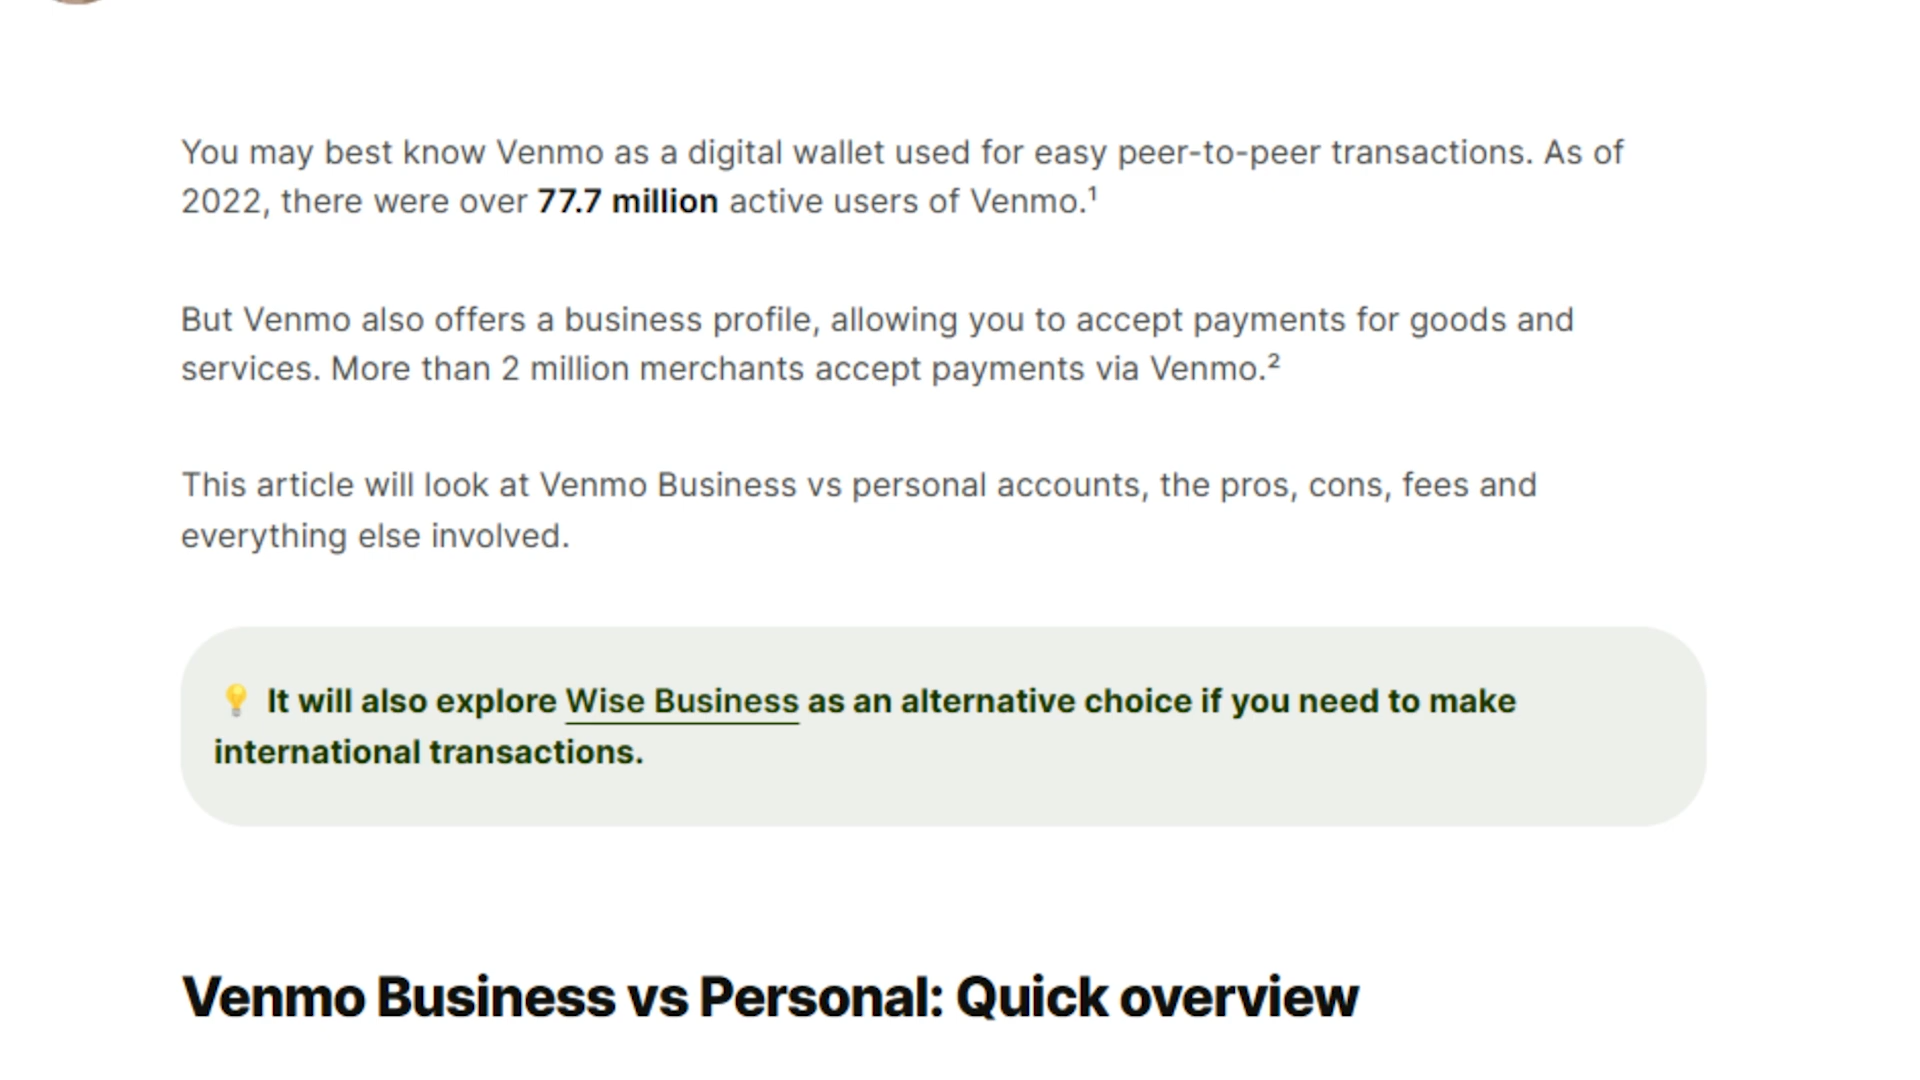 You may best know Venmo as a digital wallet used for easy peer-to-peer transactions. As of
2022, there were over 77.7 million active users of Venmo.¹
But Venmo also offers a business profile, allowing you to accept payments for goods and
services. More than 2 million merchants accept payments via Venmo.²
This article will look at Venmo Business vs personal accounts, the pros, cons, fees and
everything else involved.
💡 It will also explore Wise Business as an alternative choice if you need to make
international transactions.
Venmo Business vs Personal: Quick overview